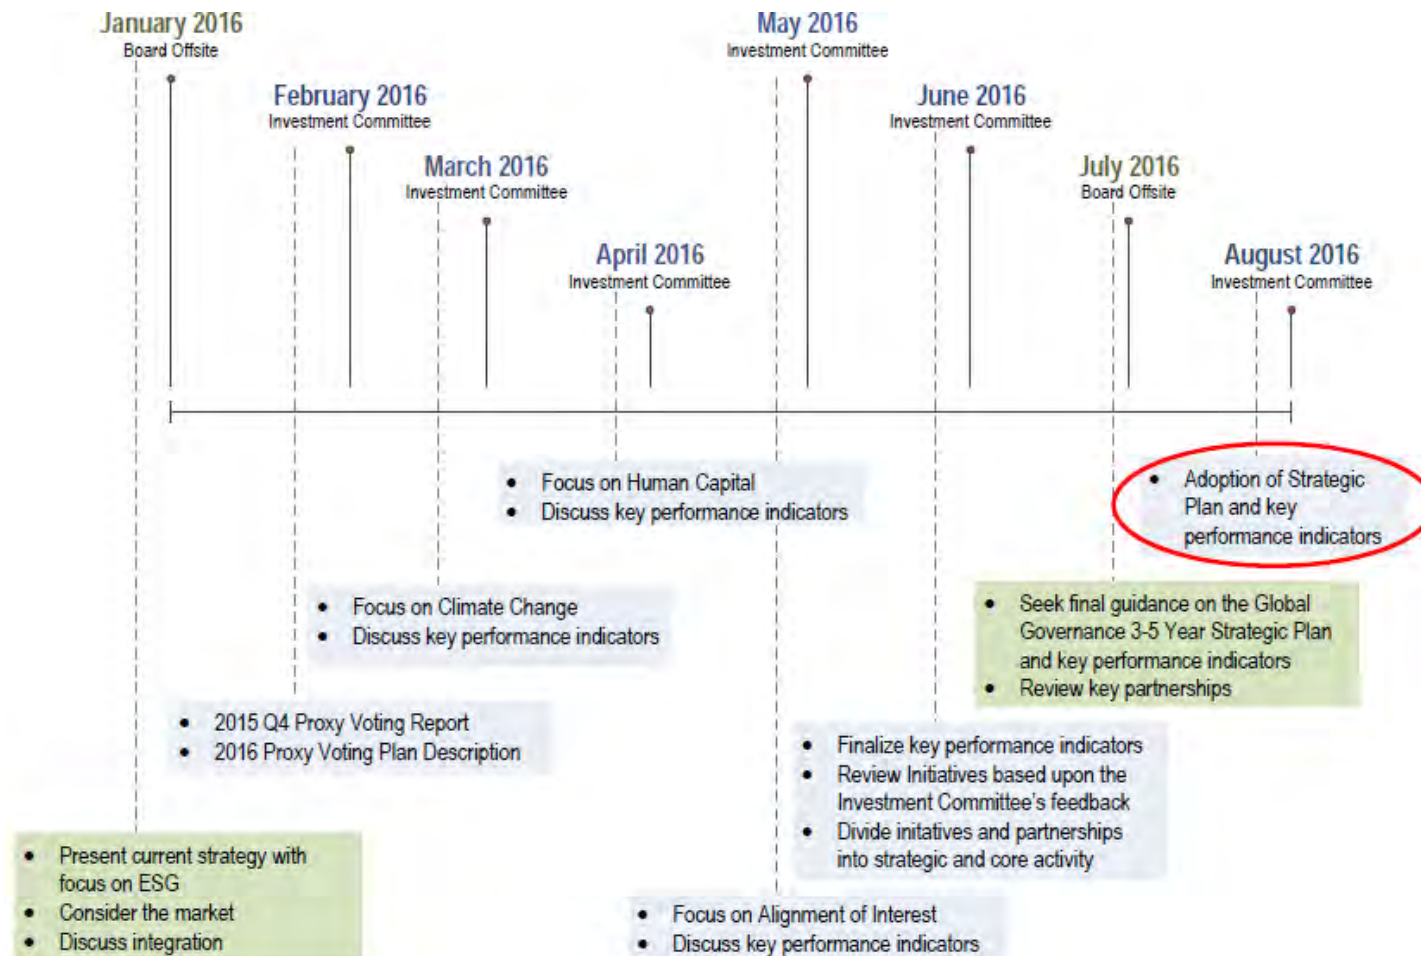 January 2016
Board Offsite
February 2016
Investment Committee
March 2016
Investment Committee
April 2016
Investment Committee
May 2016
Investment Committee
June 2016
Investment Committee
July 2016
Board Offsite
August 2016
Investment Committee
• Focus on Human Capital
• Discuss key performance indicators
• Adoption of Strategic
Plan and key
performance indicators
• Focus on Climate Change
• Discuss key performance indicators
• Seek final guidance on the Global
Governance 3-5 Year Strategic Plan
and key performance indicators
• Review key partnerships
• 2015 Q4 Proxy Voting Report
• 2016 Proxy Voting Plan Description
• Finalize key performance indicators
• Review Initiatives based upon the
Investment Committee's feedback
• Divide initatives and partnerships
into strategic and core activity
• Present current strategy with
focus on ESG
• Consider the market
• Discuss integration
• Focus on Alignment of Interest
• Discuss key performance indicators